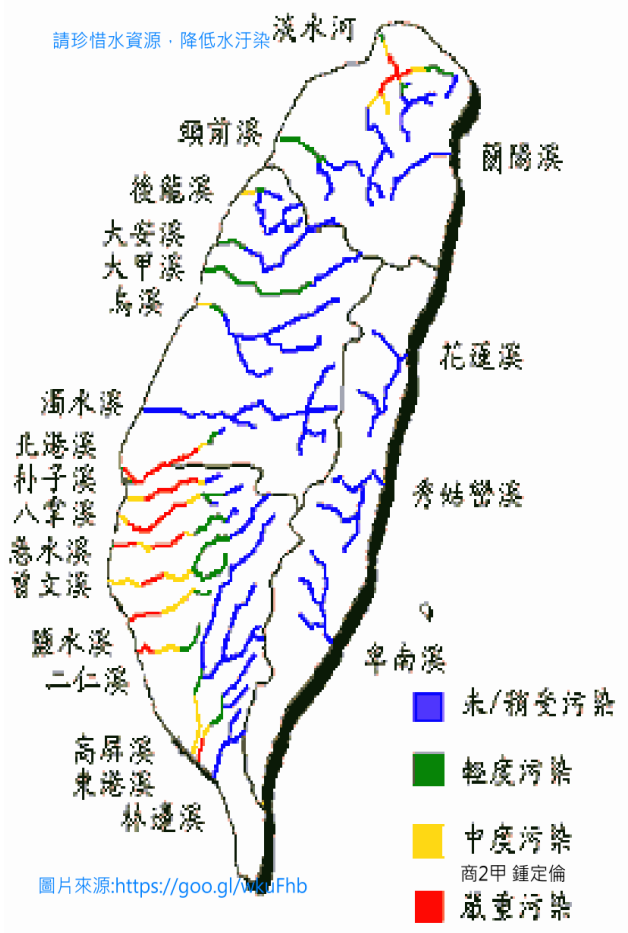 請珍惜水資源，降低水汙染
淡水河
頭前溪
蘭陽溪
後龍溪
大安溪
大甲溪
烏溪
花蓮溪
濁水溪
北港溪
朴子溪
秀姑巒溪
八掌溪
急水溪
曾文溪
鹽水溪
卑南溪
二仁溪
未/稍受污染
高屏溪
輕度污染
東港溪
林邊溪
中度污染
商2甲 鍾定倫
圖片來源:https://goo.gl/wkuFhb
嚴重污染